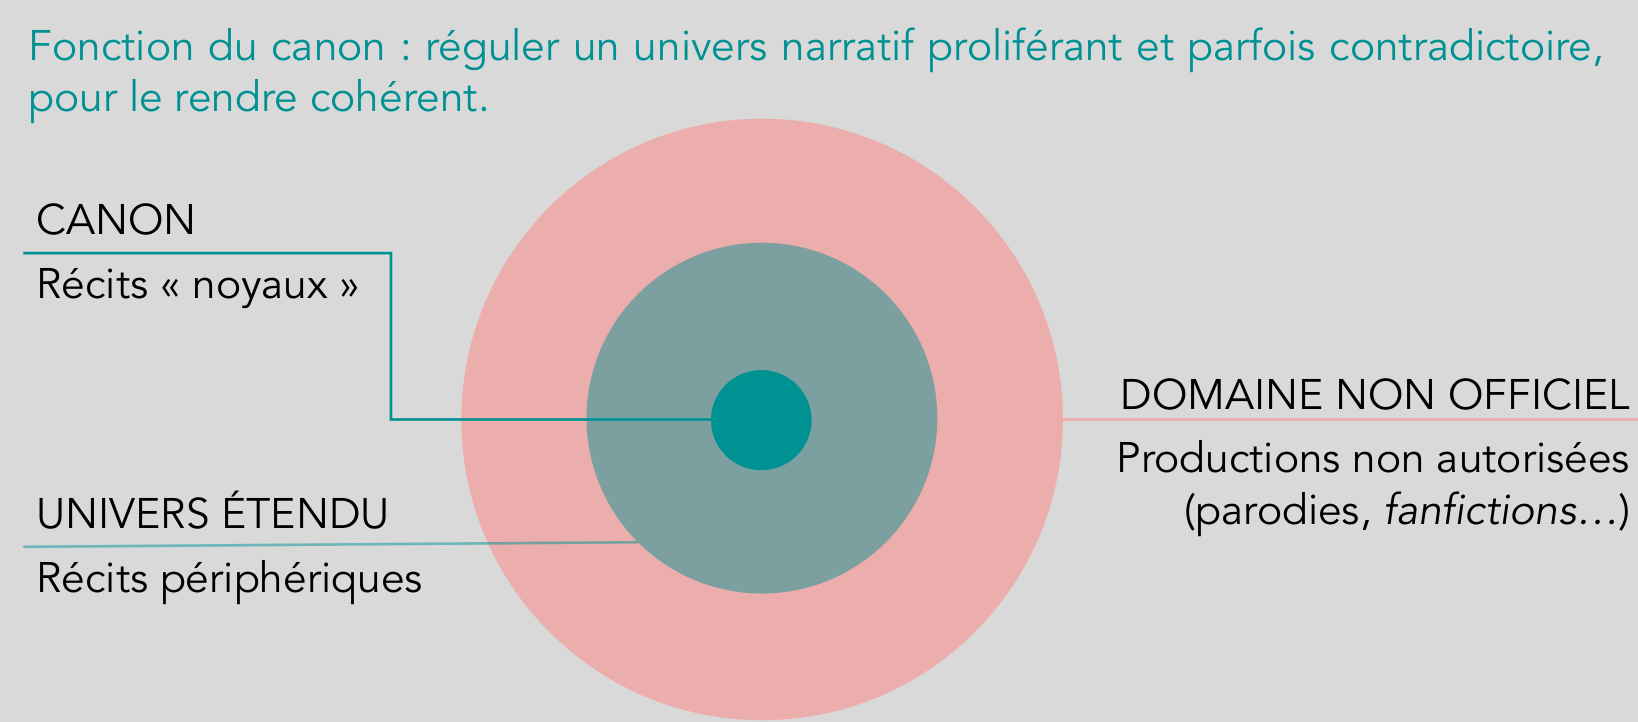 Fonction du canon : réguler un univers narratif proliférant et parfois contradictoire,
pour le rendre cohérent.
CANON
Récits « noyaux »
UNIVERS ÉTENDU
Récits périphériques
DOMAINE NON OFFICIEL
Productions non autorisées
(parodies, fanfictions…)